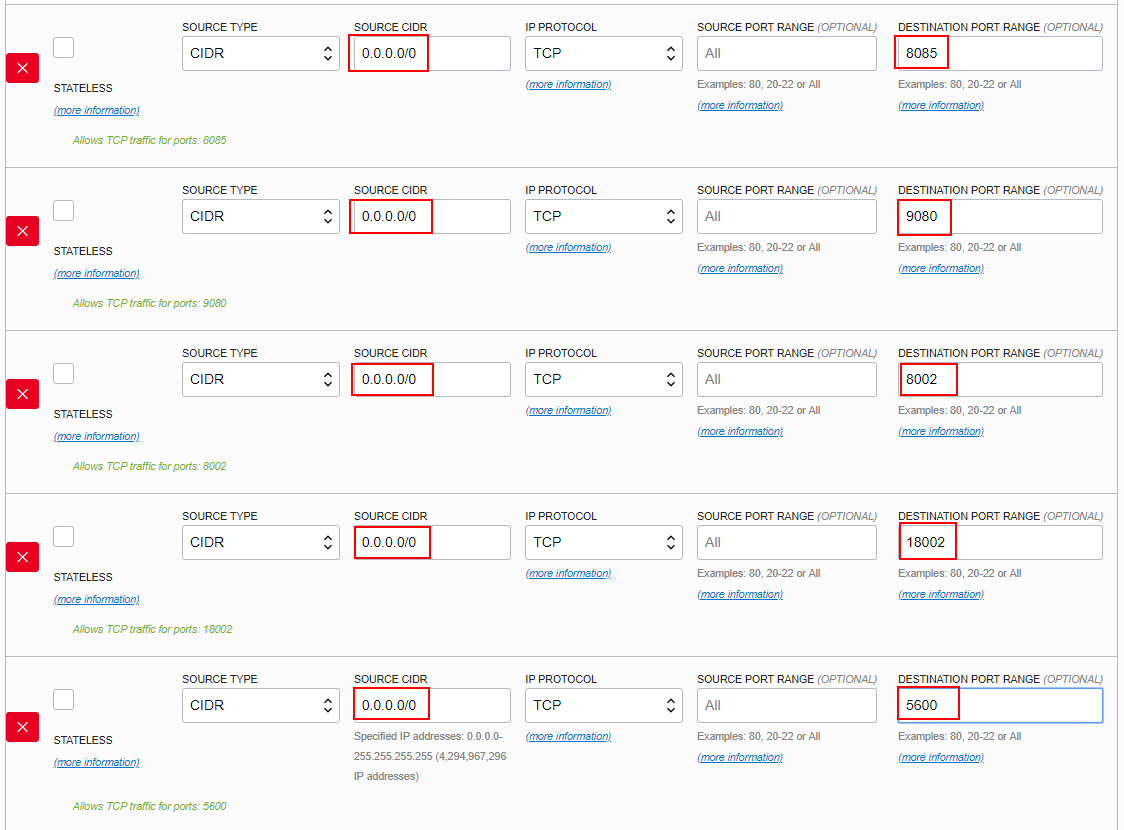 SOURCE TYPE SOURCE CIDR IP PROTOCOL SOURCE PORT RANGE (OPTIONAL) DESTINATION PORT RANGE (OPTIONAL)
CIDR 0.0.0.0/0 TCP All 8085
STATELESS (more information) Examples: 80, 20-22 or All Examples: 80, 20-22 or All
(more information) (more information) (more information)
Allows TCP traffic for ports: 8085
SOURCE TYPE SOURCE CIDR IP PROTOCOL SOURCE PORT RANGE (OPTIONAL) DESTINATION PORT RANGE (OPTIONAL)
CIDR 0.0.0.0/0 TCP All 9080
STATELESS (more information) Examples: 80, 20-22 or All Examples: 80, 20-22 or All
(more information) (more information) (more information)
Allows TCP traffic for ports: 9080
SOURCE TYPE SOURCE CIDR IP PROTOCOL SOURCE PORT RANGE (OPTIONAL) DESTINATION PORT RANGE (OPTIONAL)
CIDR 0.0.0.0/0 TCP All 8002
STATELESS (more information) Examples: 80, 20-22 or All Examples: 80, 20-22 or All
(more information) (more information) (more information)
Allows TCP traffic for ports: 8002
SOURCE TYPE SOURCE CIDR IP PROTOCOL SOURCE PORT RANGE (OPTIONAL) DESTINATION PORT RANGE (OPTIONAL)
CIDR 0.0.0.0/0 TCP All 18002
STATELESS (more information) Examples: 80, 20-22 or All Examples: 80, 20-22 or All
(more information) (more information) (more information)
Allows TCP traffic for ports: 18002
SOURCE TYPE SOURCE CIDR IP PROTOCOL SOURCE PORT RANGE (OPTIONAL) DESTINATION PORT RANGE (OPTIONAL)
CIDR 0.0.0.0/0 TCP All 5600
STATELESS Specified IP addresses: 0.0.0.0- (more information) Examples: 80, 20-22 or All Examples: 80, 20-22 or All
(more information) 255.255.255.255 (4,294,967,296 (more information) (more information)
IP addresses)
Allows TCP traffic for ports: 5600